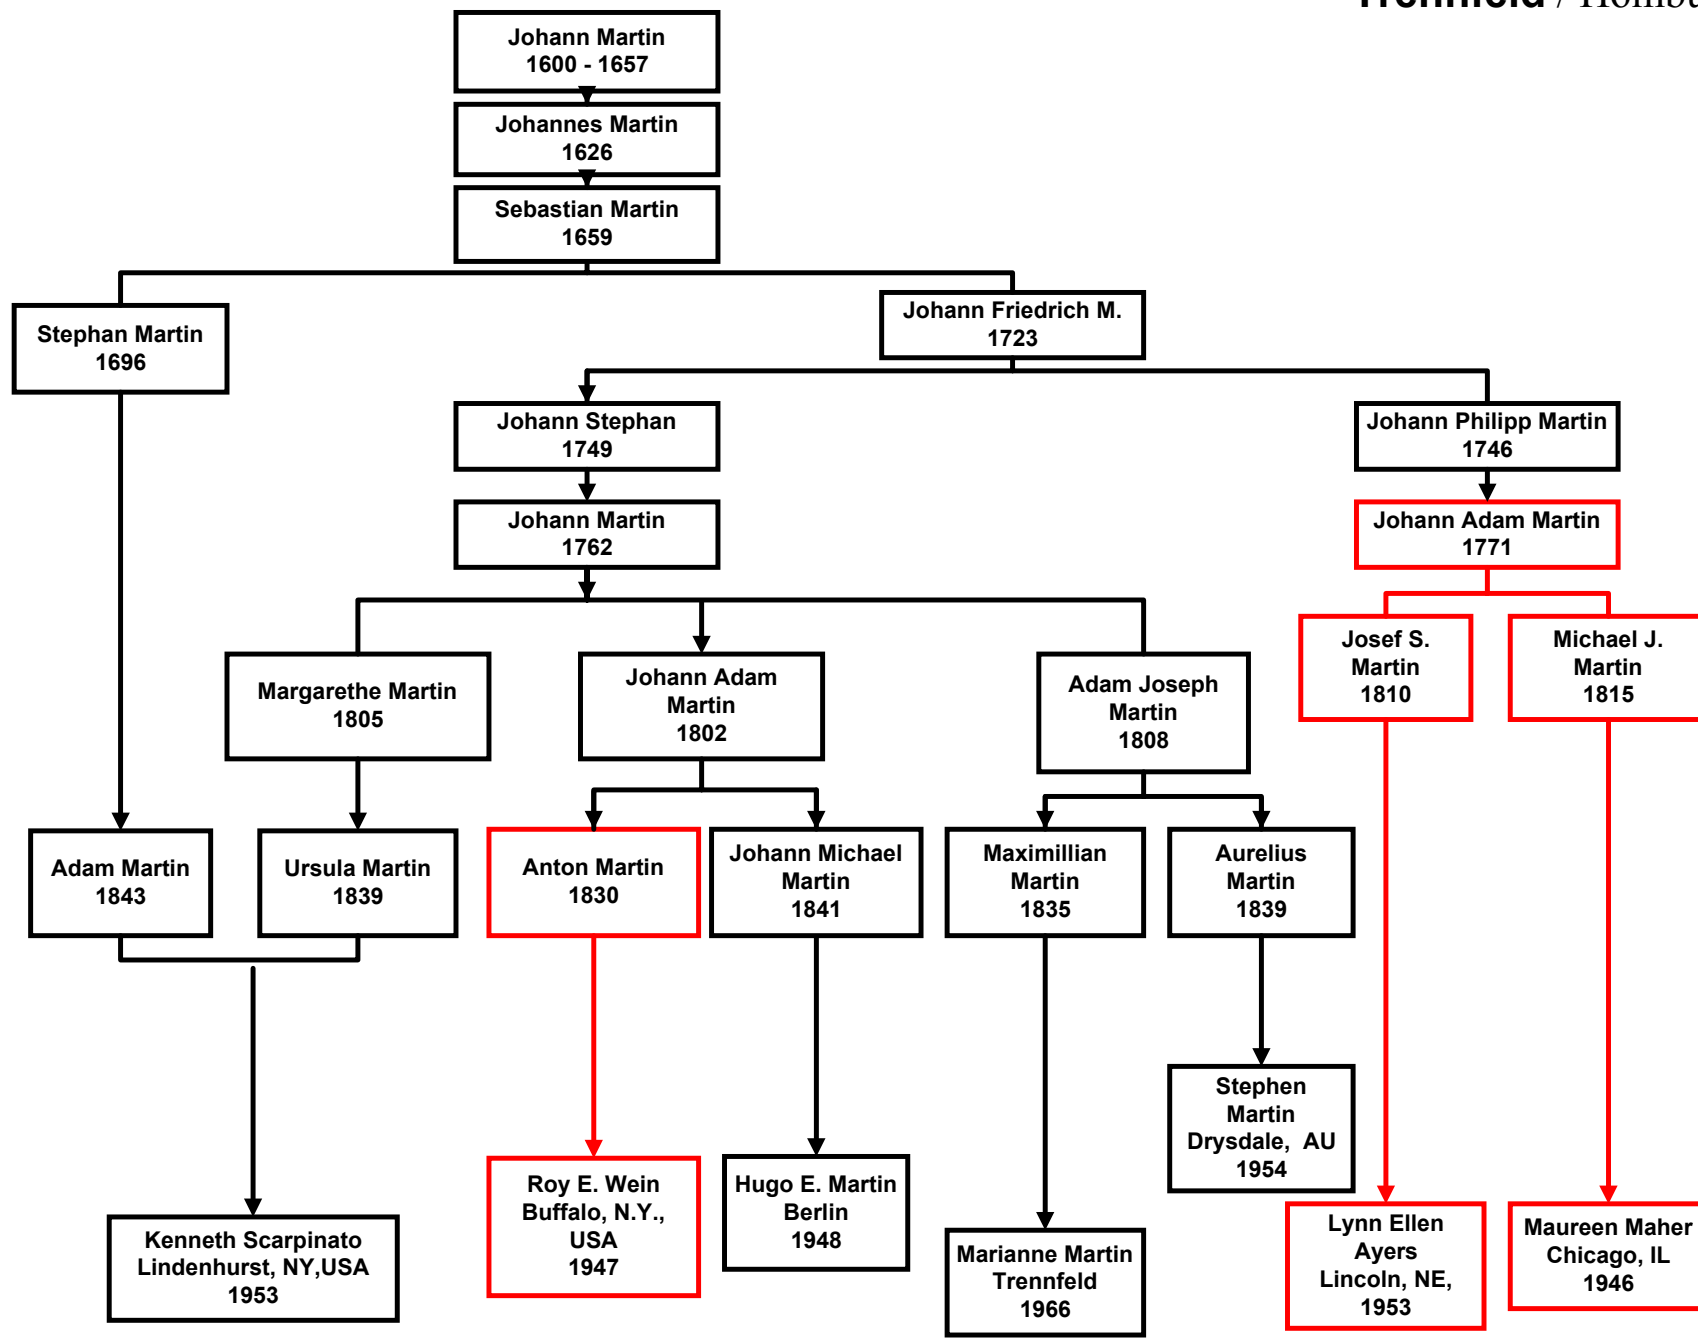 Trennfeld /
Johann Martin
1600 - 1657
Johannes Martin
1626
Sebastian Martin
1659
Stephan Martin
1696
Johann Friedrich M.
1723
Johann Stephan
1749
Johann Philipp Martin
1746
Johann Martin
1762
Johann Adam Martin
1771
Margarethe Martin
1805
Johann Adam
Martin
1802
Adam Joseph
Martin
1808
Josef S.
Martin
1810
Michael J.
Martin
1815
Adam Martin
1843
Ursula Martin
1839
Anton Martin
1830
Johann Michael
Martin
1841
Maximillian
Martin
1835
Aurelius
Martin
1839
Kenneth Scarpinato
Lindenhurst, NY,USA
1953
Roy E. Wein
Buffalo, N.Y.,
USA
1947
Hugo E. Martin
Berlin
1948
Marianne Martin
Trennfeld
1966
Stephen
Martin
Drysdale, AU
1954
Lynn Ellen
Ayers
Lincoln, NE,
1953
Maureen Maher
Chicago, IL
1946